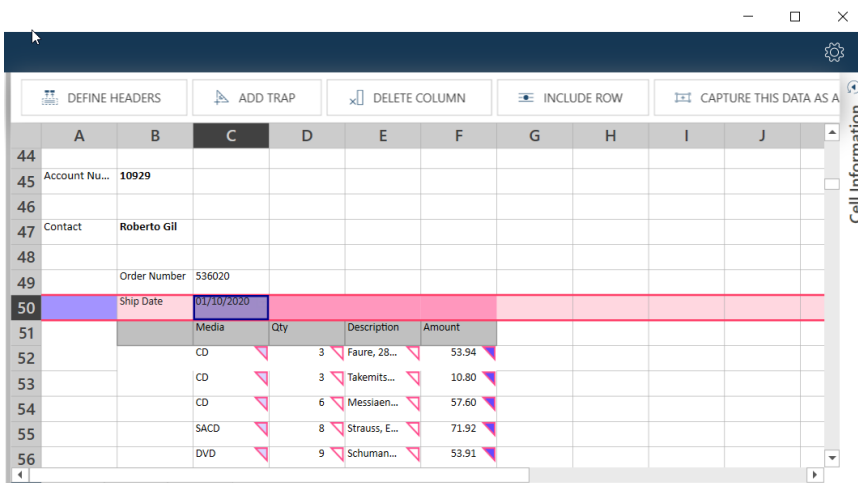 DEFINE HEADERS ADD TRAP DELETE COLUMN INCLUDE ROW CAPTURE THIS DATA AS A
Cell Information
A B C D E F G H I J
44
45 Account Nu... 10929
46
47 Contact Roberto Gil
48
49 Order Number 536020
50 Ship Date 01/10/2020
51 Media Qty Description Amount
52 CD 3 Faure, 28... 53.94
53 CD 3 Takemits... 10.80
54 CD 6 Messiaen... 57.60
55 SACD 8 Strauss, E... 71.92
56 DVD 9 Schuman... 53.91